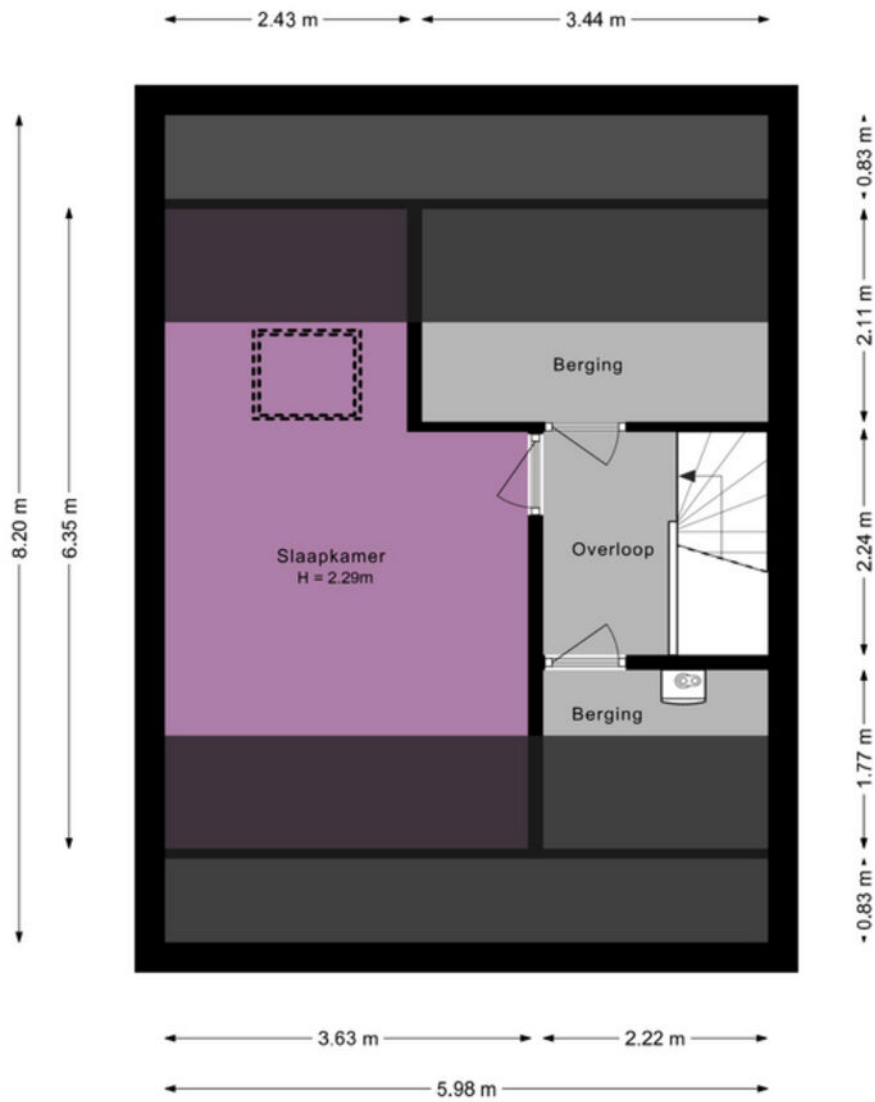 2.43 m
3.44 m
0.83 m
2.11 m
Berging
8.20 m
6.35 m
2.24 m
Slaapkamer
H = 2.29m
Overloop
Berging
1.77 m
0.83 m
3.63 m
2.22 m
5.98 m